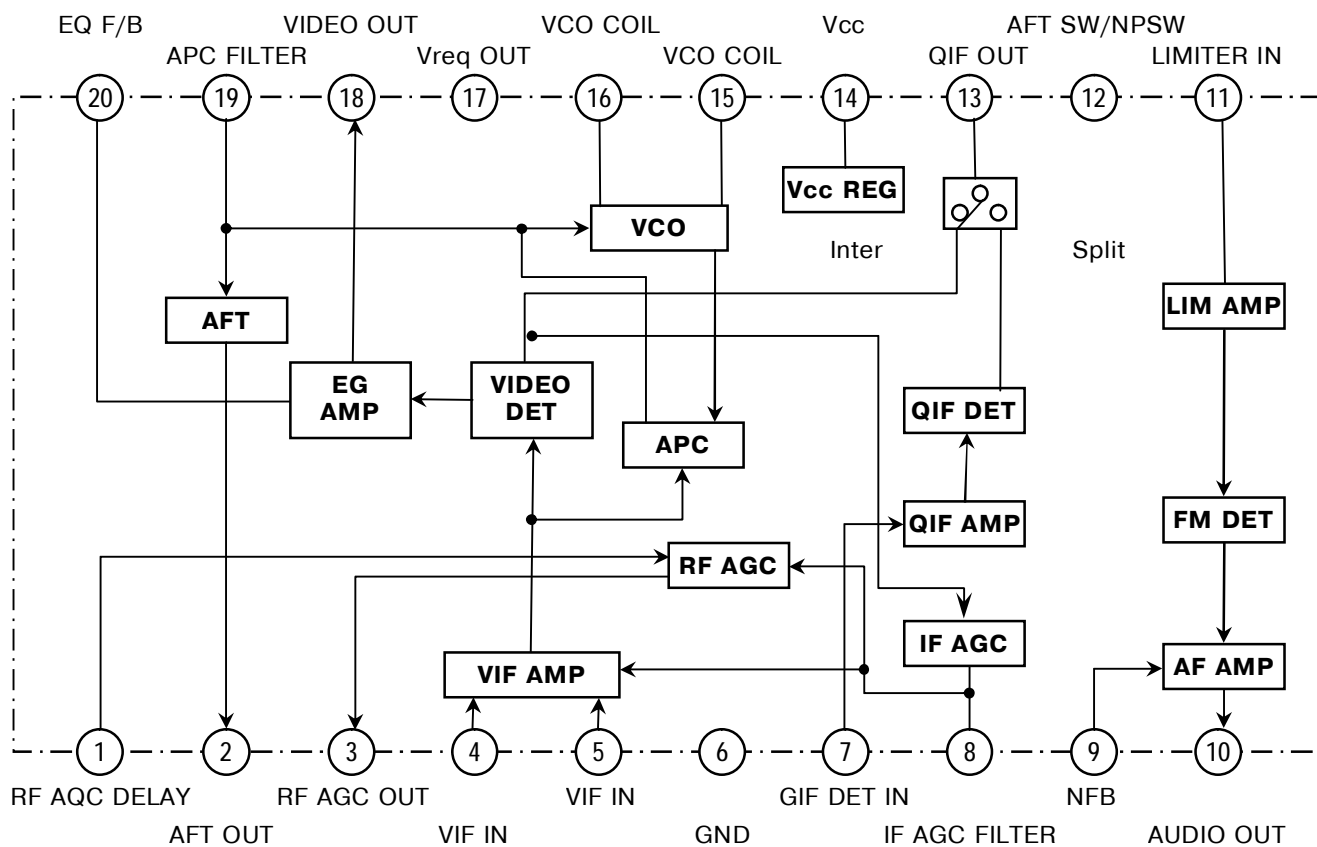 EQ F/B VIDEO OUT VCO COIL Vcc AFT SW/NPSW
APC FILTER Vreq OUT VCO COIL QIF OUT LIMITER IN
20 19 18 17 16 15 14 13 12 11
Vcc REG
VCO
Inter Split
AFT
LIM AMP
EG
AMP
VIDEO
DET
QIF DET
APC
QIF AMP
FM DET
RF AGC
IF AGC
VIF AMP
AF AMP
1 2 3 4 5 6 7 8 9 10
RF AQC DELAY RF AGC OUT VIF IN GIF DET IN NFB
AFT OUT VIF IN GND IF AGC FILTER AUDIO OUT